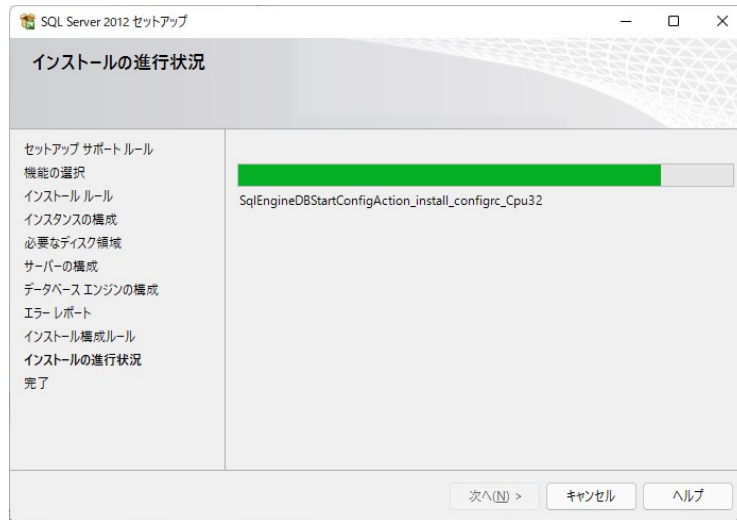 SQL Server 2012 セットアップ
インストールの進行状況
セットアップ サポート ルール
機能の選択
インストール ルール
インスタンスの構成
必要なディスク領域
サーバーの構成
データベース エンジンの構成
エラー レポート
インストール構成ルール
インストールの進行状況
完了
SqlEngineDBStartConfigAction_install_configrc_Cpu32
次へ(N) >
キャンセル
ヘルプ